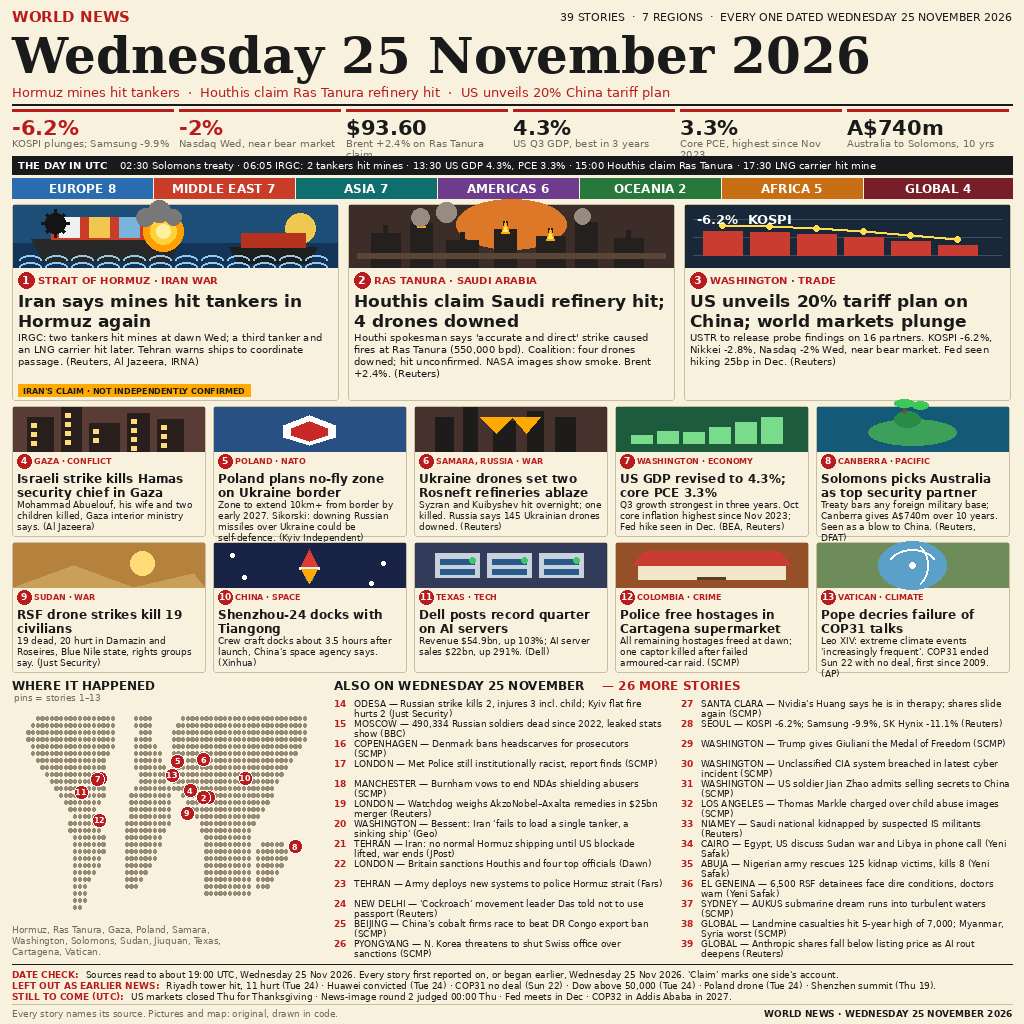 WORLD NEWS
39 STORIES · 7 REGIONS · EVERY ONE DATED WEDNESDAY 25 NOVEMBER 2026
Wednesday 25 November 2026
Hormuz mines hit tankers · Houthis claim Ras Tanura refinery hit · US unveils 20% China tariff plan
-6.2%
KOSPI plunges; Samsung -9.9%
-2%
Nasdaq Wed, near bear market
$93.60
Brent +2.4% on Ras Tanura
claim
4.3%
US Q3 GDP, best in 3 years
3.3%
Core PCE, highest since Nov
2023
A$740m
Australia to Solomons, 10 yrs
THE DAY IN UTC 02:30 Solomons treaty · 06:05 IRGC: 2 tankers hit mines · 13:30 US GDP 4.3%, PCE 3.3% · 15:00 Houthi claim Ras Tanura · 17:30 LNG carrier hit mine
EUROPE 8
MIDDLE EAST 7
ASIA 7
AMERICAS 6
OCEANIA 2
AFRICA 5
GLOBAL 4
1 STRAIT OF HORMUZ · IRAN WAR
Iran says mines hit tankers in
Hormuz again
IRGC: two tankers hit mines at dawn Wed; a third tanker and
an LNG carrier hit later. Tehran warns ships to coordinate
passage. (Reuters, Al Jazeera, IRNA)
IRAN'S CLAIM · NOT INDEPENDENTLY CONFIRMED
2 RAS TANURA · SAUDI ARABIA
Houthis claim Saudi refinery hit;
4 drones downed
Houthi spokesman says 'accurate and direct' strike caused
fires at Ras Tanura (550,000 bpd). Coalition: four drones
downed; hit unconfirmed. NASA images show smoke. Brent
+2.4%. (Reuters)
-6.2% KOSPI
3 WASHINGTON · TRADE
US unveils 20% tariff plan on
China; world markets plunge
USTR to release probe findings on 16 partners. KOSPI -6.2%,
Nikkei -2.8%, Nasdaq -2% Wed, near bear market. Fed seen
hiking 25bp in Dec. (Reuters)
4 GAZA · CONFLICT
Israeli strike kills Hamas
security chief in Gaza
Mohammad Abuelouf, his wife and two
children killed, Gaza interior ministry
says. (Al Jazeera)
5 POLAND · NATO
Poland plans no-fly zone
on Ukraine border
Zone to extend 10km+ from border by
early 2027. Sikorski: downing Russian
missiles over Ukraine could be
self-defence. (Kyiv Independent)
6 SAMARA, RUSSIA · WAR
Ukraine drones set two
Rosneft refineries ablaze
Syzran and Kuibyshev hit overnight; one
killed. Russia says 145 Ukrainian drones
downed. (Reuters)
7 WASHINGTON · ECONOMY
US GDP revised to 4.3%;
core PCE 3.3%
Q3 growth strongest in three years. Oct
core inflation highest since Nov 2023;
Fed hike seen in Dec. (BEA, Reuters)
8 CANBERRA · PACIFIC
Solomons picks Australia
as top security partner
Treaty bars any foreign military base;
Canberra gives A$740m over 10 years.
Seen as a blow to China. (Reuters,
DFAT)
9 SUDAN · WAR
RSF drone strikes kill 19
civilians
19 dead, 20 hurt in Damazin and
Roseires, Blue Nile state, rights groups
say. (Just Security)
10 CHINA · SPACE
Shenzhou-24 docks with
Tiangong
Crew craft docks about 3.5 hours after
launch, China's space agency says.
(Xinhua)
11 TEXAS · TECH
Dell posts record quarter
on AI servers
Revenue $54.9bn, up 103%; AI server
sales $22bn, up 291%. (Dell)
12 COLOMBIA · CRIME
Police free hostages in
Cartagena supermarket
All remaining hostages freed at dawn;
one captor killed after failed
armoured-car raid. (SCMP)
13 VATICAN · CLIMATE
Pope decries failure of
COP31 talks
Leo XIV: extreme climate events
'increasingly frequent'. COP31 ended
Sun 22 with no deal, first since 2009.
(AP)
WHERE IT HAPPENED
pins = stories 1–13
5
6
13
7
10
11
4
2
9
12
8
Hormuz, Ras Tanura, Gaza, Poland, Samara,
Washington, Solomons, Sudan, Jiuquan, Texas,
Cartagena, Vatican.
ALSO ON WEDNESDAY 25 NOVEMBER — 26 MORE STORIES
14 ODESA — Russian strike kills 2, injures 3 incl. child; Kyiv flat fire
hurts 2 (Just Security)
15 MOSCOW — 490,334 Russian soldiers dead since 2022, leaked stats
show (BBC)
16 COPENHAGEN — Denmark bans headscarves for prosecutors
(SCMP)
17 LONDON — Met Police still institutionally racist, report finds (SCMP)
18 MANCHESTER — Burnham vows to end NDAs shielding abusers
(SCMP)
19 LONDON — Watchdog weighs AkzoNobel–Axalta remedies in $25bn
merger (Reuters)
20 WASHINGTON — Bessent: Iran 'fails to load a single tanker, a
sinking ship' (Geo)
21 TEHRAN — Iran: no normal Hormuz shipping until US blockade
lifted, war ends (JPost)
22 LONDON — Britain sanctions Houthis and four top officials (Dawn)
23 TEHRAN — Army deploys new systems to police Hormuz strait (Fars)
24 NEW DELHI — 'Cockroach' movement leader Das told not to use
passport (Reuters)
25 BEIJING — China's cobalt firms race to beat DR Congo export ban
(SCMP)
26 PYONGYANG — N. Korea threatens to shut Swiss office over
sanctions (SCMP)
27 SANTA CLARA — Nvidia's Huang says he is in therapy; shares slide
again (SCMP)
28 SEOUL — KOSPI -6.2%; Samsung -9.9%, SK Hynix -11.1% (Reuters)
29 WASHINGTON — Trump gives Giuliani the Medal of Freedom (SCMP)
30 WASHINGTON — Unclassified CIA system breached in latest cyber
incident (SCMP)
31 WASHINGTON — US soldier Jian Zhao admits selling secrets to China
(SCMP)
32 LOS ANGELES — Thomas Markle charged over child abuse images
(SCMP)
33 NIAMEY — Saudi national kidnapped by suspected IS militants
(Reuters)
34 CAIRO — Egypt, US discuss Sudan war and Libya in phone call (Yeni
Safak)
35 ABUJA — Nigerian army rescues 125 kidnap victims, kills 8 (Yeni
Safak)
36 EL GENEINA — 6,500 RSF detainees face dire conditions, doctors
warn (Yeni Safak)
37 SYDNEY — AUKUS submarine dream runs into turbulent waters
(SCMP)
38 GLOBAL — Landmine casualties hit 5-year high of 7,000; Myanmar,
Syria worst (SCMP)
39 GLOBAL — Anthropic shares fall below listing price as AI rout
deepens (Reuters)
DATE CHECK: Sources read to about 19:00 UTC, Wednesday 25 Nov 2026. Every story first reported on, or began earlier, Wednesday 25 Nov 2026. 'Claim' marks one side's account.
LEFT OUT AS EARLIER NEWS: Riyadh tower hit, 11 hurt (Tue 24) · Huawei convicted (Tue 24) · COP31 no deal (Sun 22) · Dow above 50,000 (Tue 24) · Poland drone (Tue 24) · Shenzhen summit (Thu 19).
STILL TO COME (UTC): US markets closed Thu for Thanksgiving · News-image round 2 judged 00:00 Thu · Fed meets in Dec · COP32 in Addis Ababa in 2027.
Every story names its source. Pictures and map: original, drawn in code.
WORLD NEWS · WEDNESDAY 25 NOVEMBER 2026